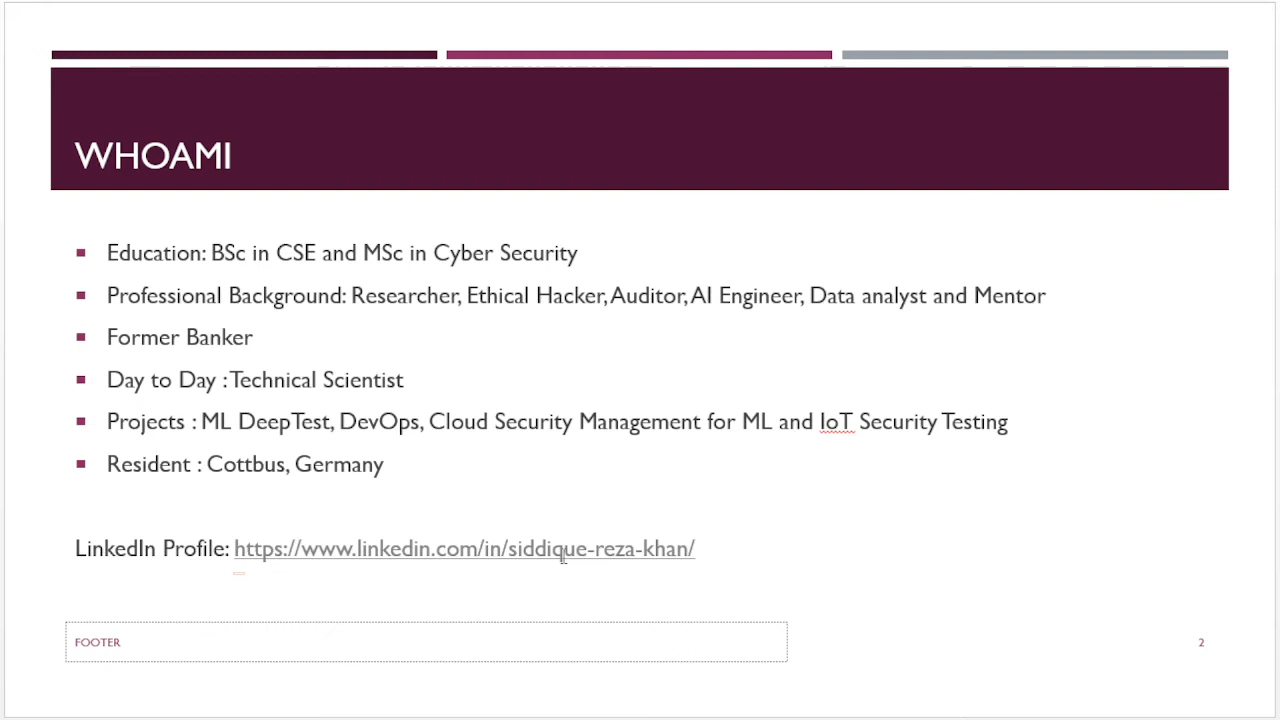 WHOAMI
Education: BSc in CSE and MSc in Cyber Security
Professional Background: Researcher, Ethical Hacker, Auditor, AI Engineer, Data analyst and Mentor
Former Banker
Day to Day : Technical Scientist
Projects : ML DeepTest, DevOps, Cloud Security Management for ML and IoT Security Testing
Resident : Cottbus, Germany
LinkedIn Profile: https://www.linkedin.com/in/siddique-reza-khan/
FOOTER
2